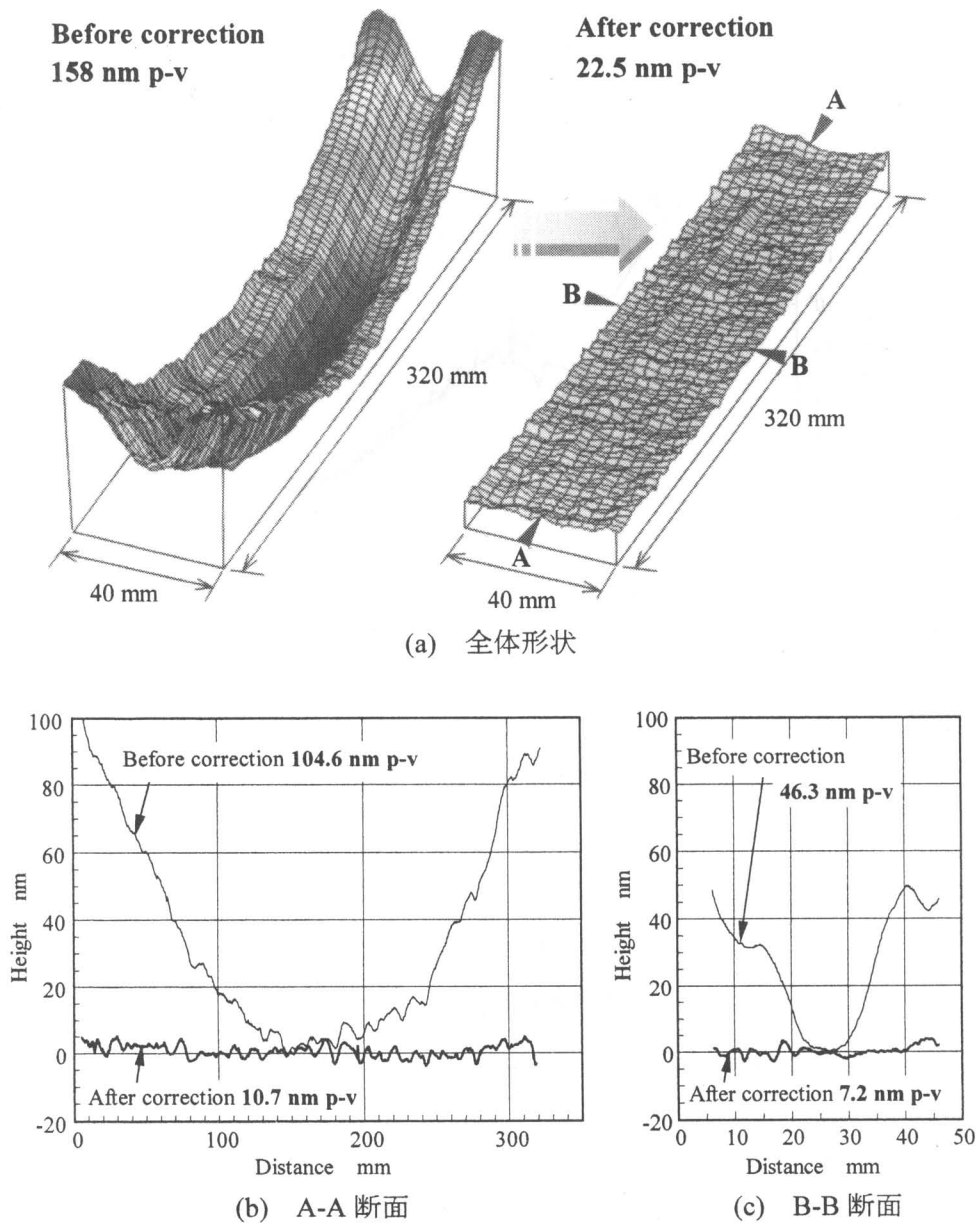 Before correction
158 nm p-v
After correction
22.5 nm p-v
A
B
B
A
320 mm
320 mm
40 mm
40 mm
(a) 全体形状
100
80
60
40
20
0
-20
Height nm
Before correction 104.6 nm p-v
After correction 10.7 nm p-v
0
100
200
300
Distance mm
(b) A-A 断面
100
80
60
40
20
0
-20
Height nm
Before correction
46.3 nm p-v
After correction 7.2 nm p-v
0
10
20
30
40
50
Distance mm
(c) B-B 断面